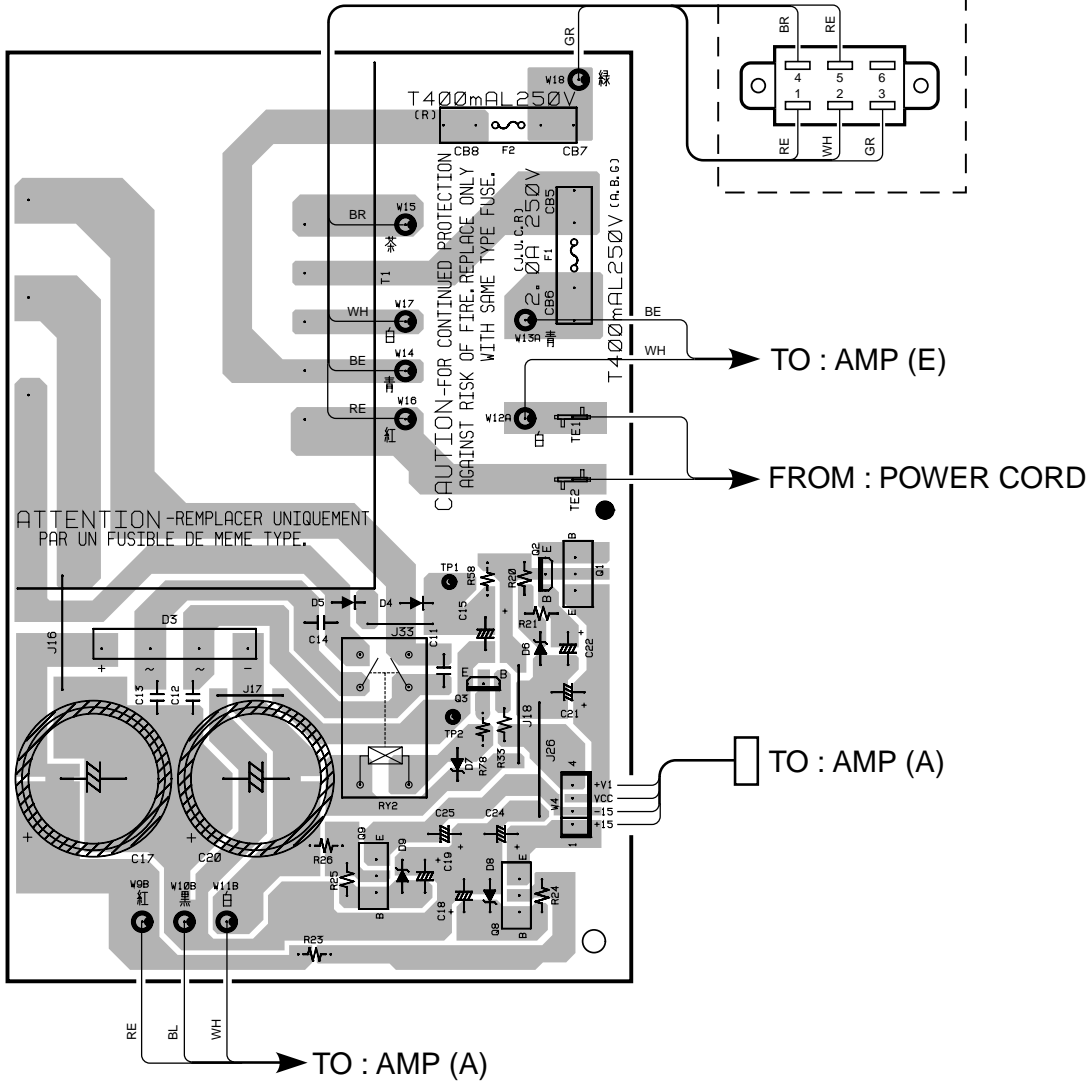 BR
RE
4
5
6
1
2
3
RE
WH
GR
GR
W18
緑
T400mAL250V
(R)
CB8
F2
CB7
BR
W15
茶
T1
WH
W17
白
BE
W14
青
RE
W16
紅
CAUTION-FOR CONTINUED PROTECTION
AGAINST RISK OF FIRE.REPLACE ONLY
WITH SAME TYPE FUSE.
2.0A 250V
(J.U.C.R)
CB5
F1
CB6
T400mAL250V (A.B.G)
W13A
青
BE
WH
TO : AMP (E)
W12A
白
TE1
TE2
FROM : POWER CORD
ATTENTION-REMPLACER UNIQUEMENT
PAR UN FUSIBLE DE MEME TYPE.
J16
D3
+
~
~
-
C13
C12
J17
D5
D4
C14
J33
C11
TP1
R58
C15
+
R20
Q2
E
B
B
Q1
E
R21
D6
C22
+
C21
+
E
B
Q3
TP2
D7
R78
R33
J18
J26
RY2
4
W4
1
+V1
VCC
-15
+15
TO : AMP (A)
+
C17
+
C20
R26
R25
Q9
E
B
D9
C25
+
C19
C24
+
C18
+
D8
Q8
E
B
R24
R23
W9B
紅
W10B
黒
W11B
白
RE
BL
WH
TO : AMP (A)